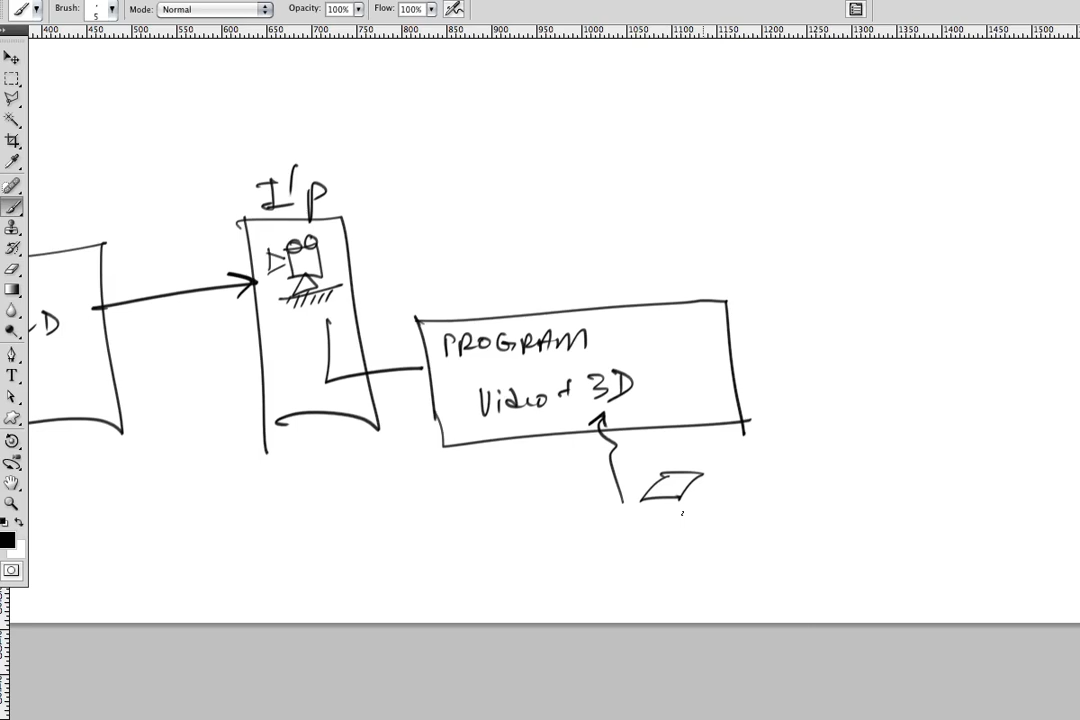 Brush: 5 Mode: Normal Opacity: 100% Flow: 100%
400 450 500 550 600 650 700 750 800 850 900 950 1000 1050 1100 1150 1200 1250 1300 1350 1400 1450 1500
I/P
D
PROGRAM
Video + 3D
T